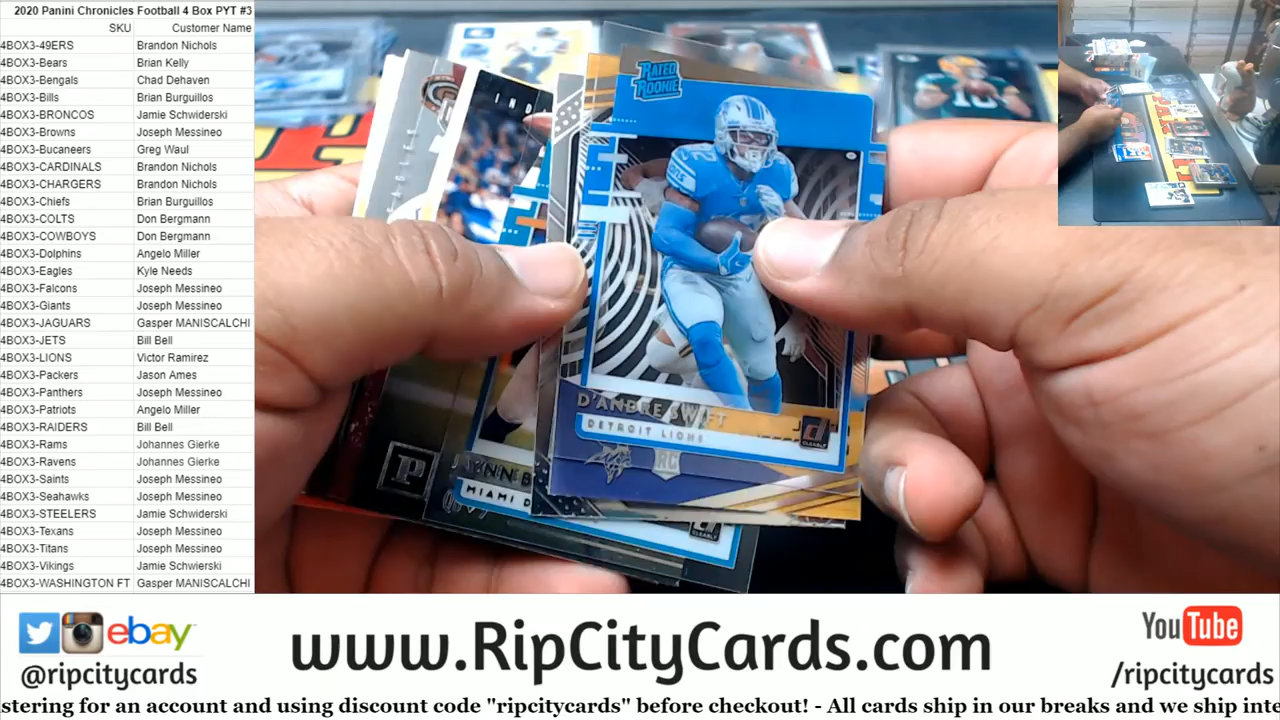 2020 Panini Chronicles Football 4 Box PYT #3
SKU Customer Name
4BOX3-49ERS Brandon Nichols
4BOX3-Bears Brian Kelly
4BOX3-Bengals Chad Dehaven
4BOX3-Bills Brian Burguillos
4BOX3-BRONCOS Jamie Schwiderski
4BOX3-Browns Joseph Messineo
4BOX3-Bucaneers Greg Waul
4BOX3-CARDINALS Brandon Nichols
4BOX3-CHARGERS Brandon Nichols
4BOX3-Chiefs Brian Burguillos
4BOX3-COLTS Don Bergmann
4BOX3-COWBOYS Don Bergmann
4BOX3-Dolphins Angelo Miller
4BOX3-Eagles Kyle Needs
4BOX3-Falcons Joseph Messineo
4BOX3-Giants Joseph Messineo
4BOX3-JAGUARS Gasper MANISCALCHI
4BOX3-JETS Bill Bell
4BOX3-LIONS Victor Ramirez
4BOX3-Packers Jason Ames
4BOX3-Panthers Joseph Messineo
4BOX3-Patriots Angelo Miller
4BOX3-RAIDERS Bill Bell
4BOX3-Rams Johannes Gierke
4BOX3-Ravens Johannes Gierke
4BOX3-Saints Joseph Messineo
4BOX3-Seahawks Joseph Messineo
4BOX3-STEELERS Jamie Schwiderski
4BOX3-Texans Joseph Messineo
4BOX3-Titans Joseph Messineo
4BOX3-Vikings Jamie Schwierski
4BOX3-WASHINGTON FT Gasper MANISCALCHI
RATED
ROOKIE
IND
D'ANDRE SWIFT
DETROIT LIONS
CLEARLY
RC
P
MIAMI D
CLEARLY
ebay
@ripcitycards
www.RipCityCards.com
YouTube
/ripcitycards
stering for an account and using discount code "ripcitycards" before checkout! - All cards ship in our breaks and we ship inte